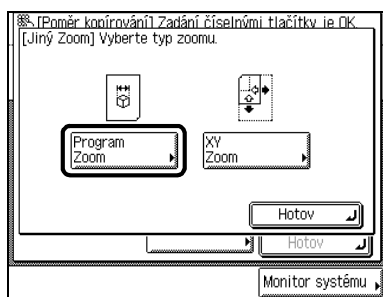 [Poměr kopírování] Zadání číselnými tlačítky je OK
[Jiný Zoom] Vyberte typ zoomu.
Program
Zoom
XY
Zoom
Hotov
Hotov
Monitor systému